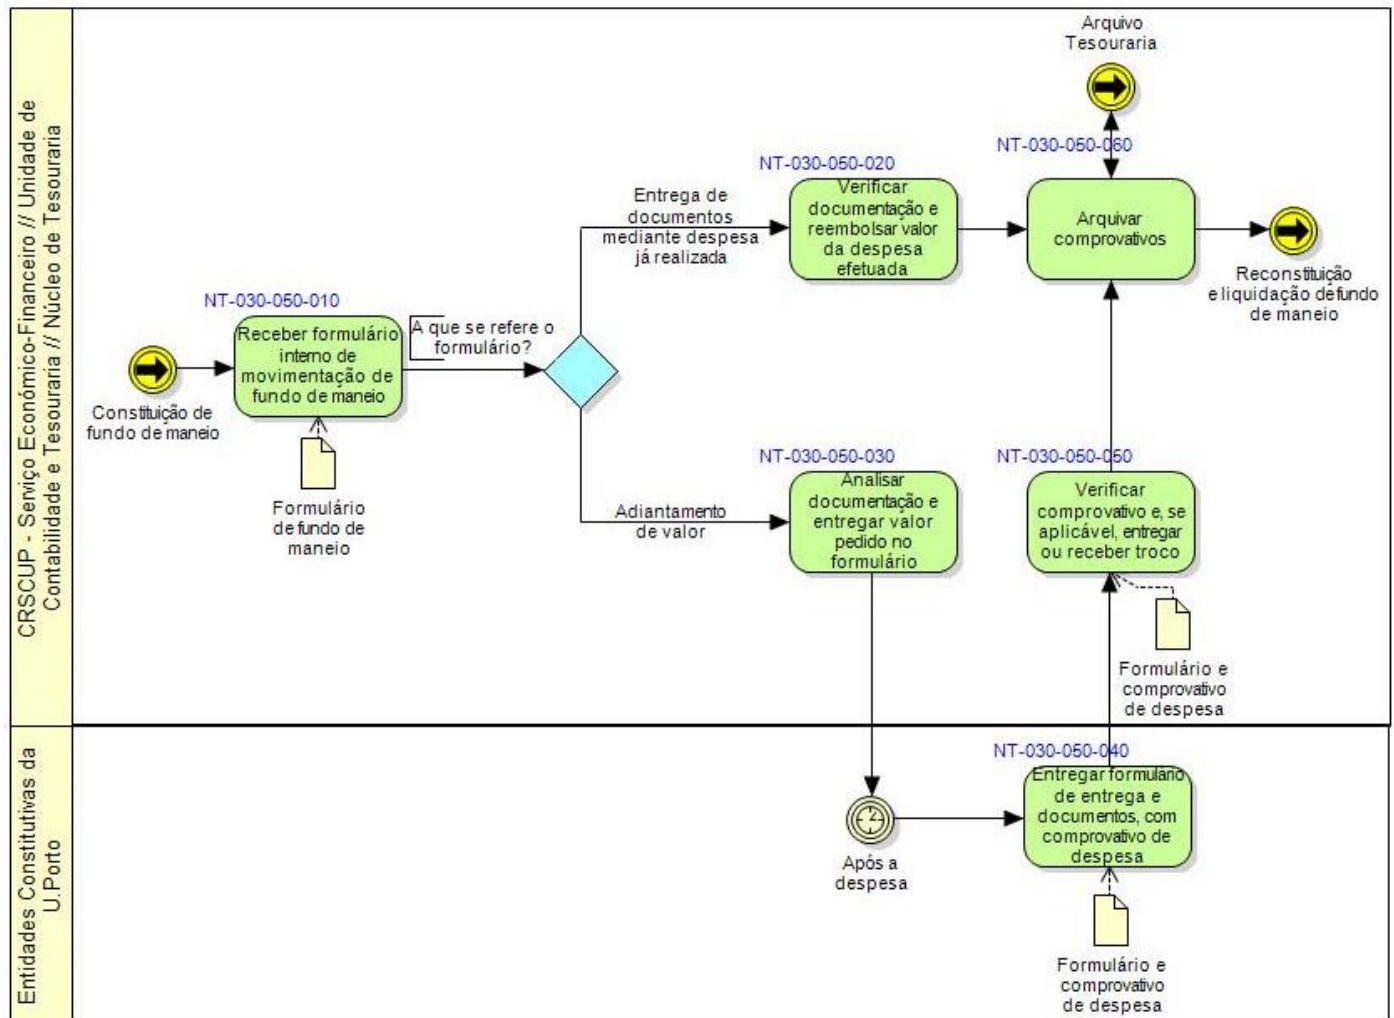 CRSCUP - Serviço Económico-Financeiro // Unidade de
Contabilidade e Tesouraria // Núcleo de Tesouraria
Arquivo
Tesouraria
NT-030-050-060
Arquivar
comprovativos
NT-030-050-020
Verificar
documentação e
reembolsar valor
da despesa
efetuada
Entrega de
documentos
mediante despesa
já realizada
Reconstituição
e liquidação de fundo
de maneio
NT-030-050-010
Receber formulário
interno de
movimentação de
fundo de maneio
A que se refere o
formulário?
Constituição de
fundo de maneio
Formulário
de fundo de
maneio
Adiantamento
de valor
NT-030-050-030
Analisar
documentação e
entregar valor
pedido no
formulário
NT-030-050-050
Verificar
comprovativo e, se
aplicável, entregar
ou receber troco
Formulário e
comprovativo
de despesa
Entidades Constitutivas da
U.Porto
Após a
despesa
NT-030-050-040
Entregar formulário
de entrega e
documentos, com
comprovativo de
despesa
Formulário e
comprovativo
de despesa